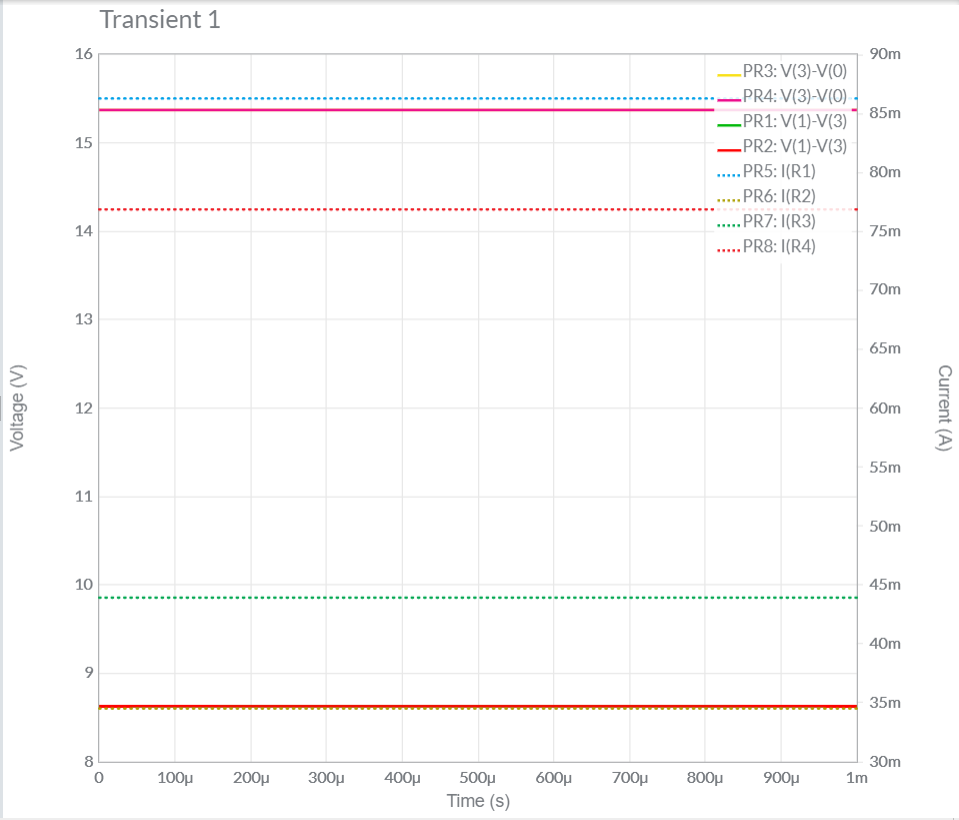 Transient 1
16
15
14
13
12
11
10
9
8
Voltage (V)
90m
85m
80m
75m
70m
65m
60m
55m
50m
45m
40m
35m
30m
Current (A)
PR3: V(3)-V(0)
PR4: V(3)-V(0)
PR1: V(1)-V(3)
PR2: V(1)-V(3)
PR5: I(R1)
PR6: I(R2)
PR7: I(R3)
PR8: I(R4)
0 100µ 200µ 300µ 400µ 500µ 600µ 700µ 800µ 900µ 1m
Time (s)